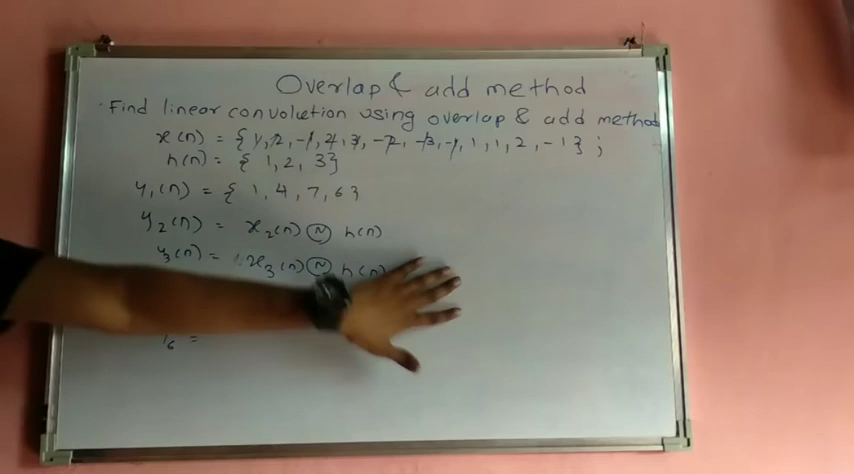 Overlap & add method
Find linear convolution using overlap & add method
x(n) = {1, 2, -1, 2, 3, -2, -3, -1, 1, 1, 2, -1} ;
h(n) = {1, 2, 3}
y₁(n) = {1, 4, 7, 6}
y₂(n) = x₂(n) Ⓝ h(n)
y₃(n) = x₃(n) Ⓝ h(n)
y₆ =